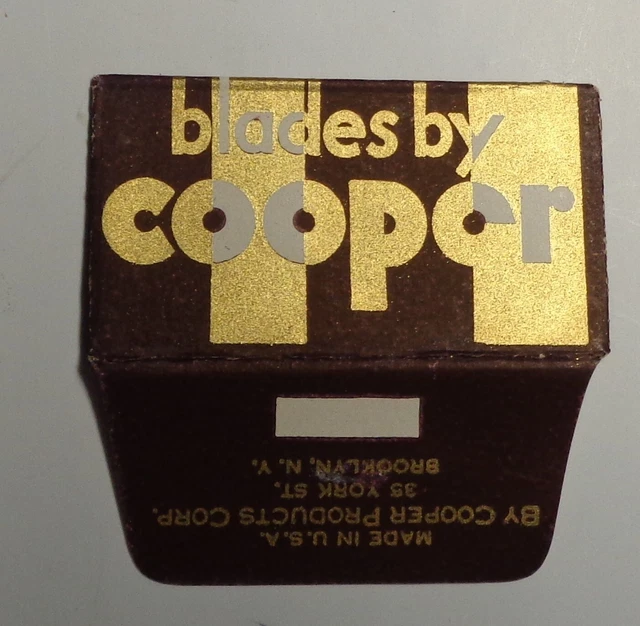 blades by
cooper
MADE IN U.S.A.
BY COOPER PRODUCTS CORP.
35 YORK ST.
BROOKLYN, N. Y.